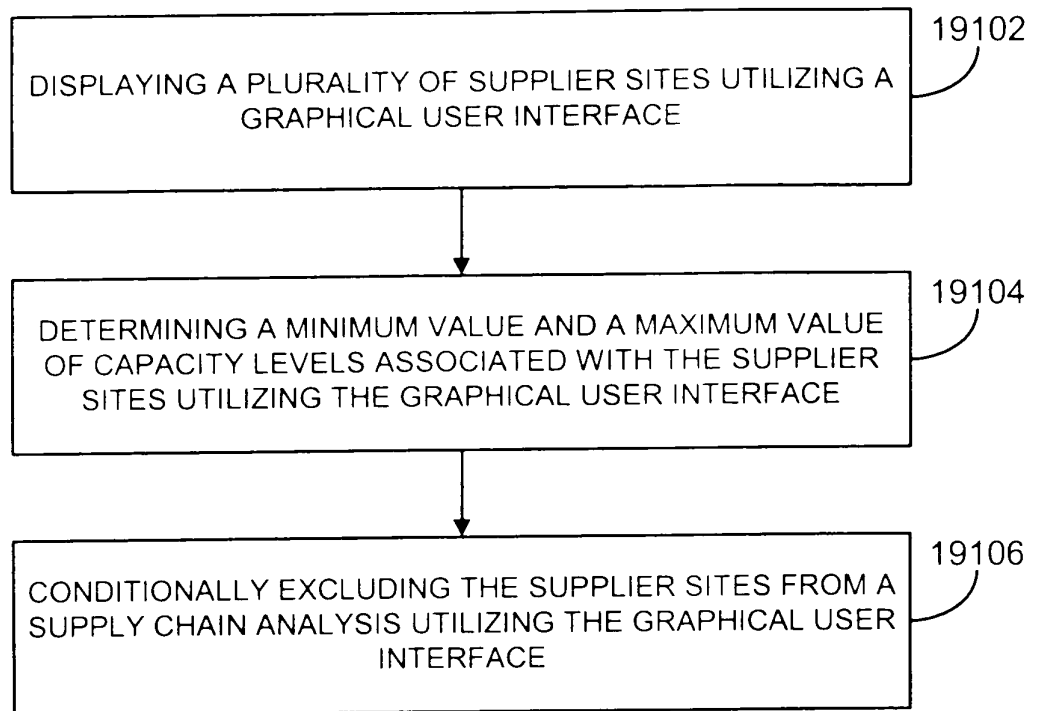 19102
DISPLAYING A PLURALITY OF SUPPLIER SITES UTILIZING A
GRAPHICAL USER INTERFACE
19104
DETERMINING A MINIMUM VALUE AND A MAXIMUM VALUE
OF CAPACITY LEVELS ASSOCIATED WITH THE SUPPLIER
SITES UTILIZING THE GRAPHICAL USER INTERFACE
19106
CONDITIONALLY EXCLUDING THE SUPPLIER SITES FROM A
SUPPLY CHAIN ANALYSIS UTILIZING THE GRAPHICAL USER
INTERFACE